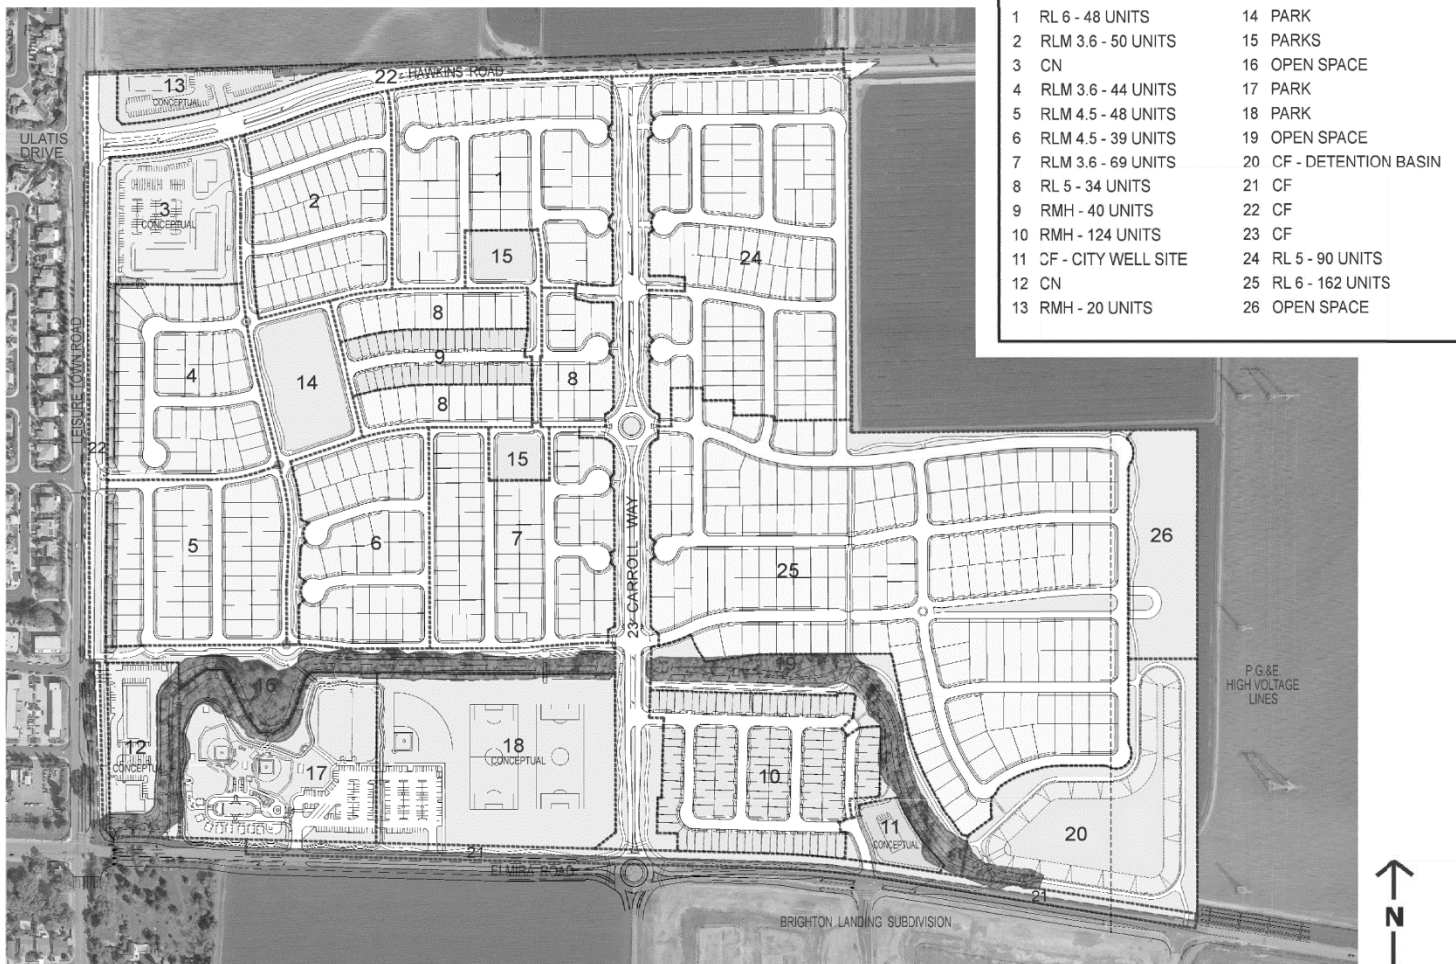 1 RL 6 - 48 UNITS
2 RLM 3.6 - 50 UNITS
3 CN
4 RLM 3.6 - 44 UNITS
5 RLM 4.5 - 48 UNITS
6 RLM 4.5 - 39 UNITS
7 RLM 3.6 - 69 UNITS
8 RL 5 - 34 UNITS
9 RMH - 40 UNITS
10 RMH - 124 UNITS
11 CF - CITY WELL SITE
12 CN
13 RMH - 20 UNITS
14 PARK
15 PARKS
16 OPEN SPACE
17 PARK
18 PARK
19 OPEN SPACE
20 CF - DETENTION BASIN
21 CF
22 CF
23 CF
24 RL 5 - 90 UNITS
25 RL 6 - 162 UNITS
26 OPEN SPACE
22 - HAWKINS ROAD
13
CONCEPTUAL
ULATIS
DRIVE
3
CONCEPTUAL
2
1
15
24
8
9
8
8
4
14
LEISURE TOWN ROAD
22
15
5
6
7
23 - CARROLL WAY
25
26
16
19
12
CONCEPTUAL
17
18
CONCEPTUAL
10
11
CONCEPTUAL
20
P.G.&E.
HIGH VOLTAGE
LINES
21
ELMIRA ROAD
21
BRIGHTON LANDING SUBDIVISION
N